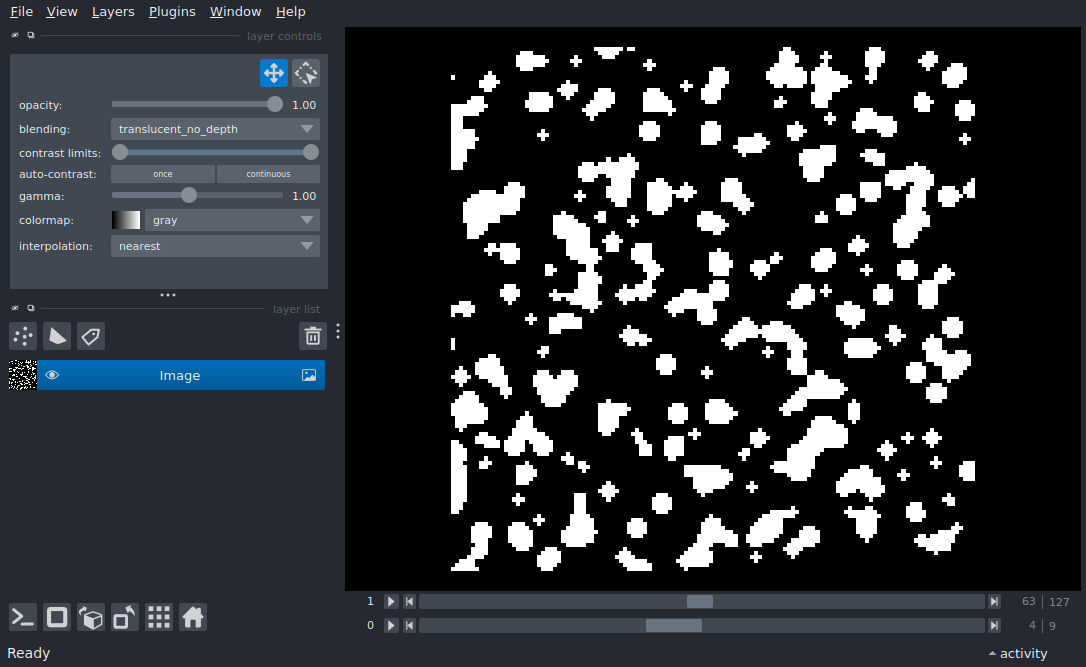 File View Layers Plugins Window Help
layer controls
opacity: 1.00
blending: translucent_no_depth
contrast limits:
auto-contrast: once continuous
gamma: 1.00
colormap: gray
interpolation: nearest
layer list
Image
1 63 127
0 4 9
Ready activity